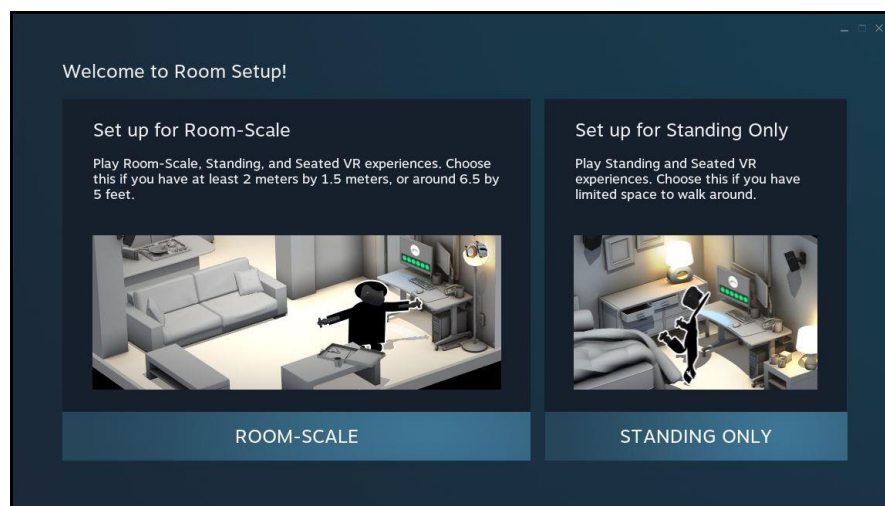 Welcome to Room Setup!
Set up for Room-Scale
Play Room-Scale, Standing, and Seated VR experiences. Choose
this if you have at least 2 meters by 1.5 meters, or around 6.5 by
5 feet.
ROOM-SCALE
Set up for Standing Only
Play Standing and Seated VR
experiences. Choose this if you have
limited space to walk around.
STANDING ONLY